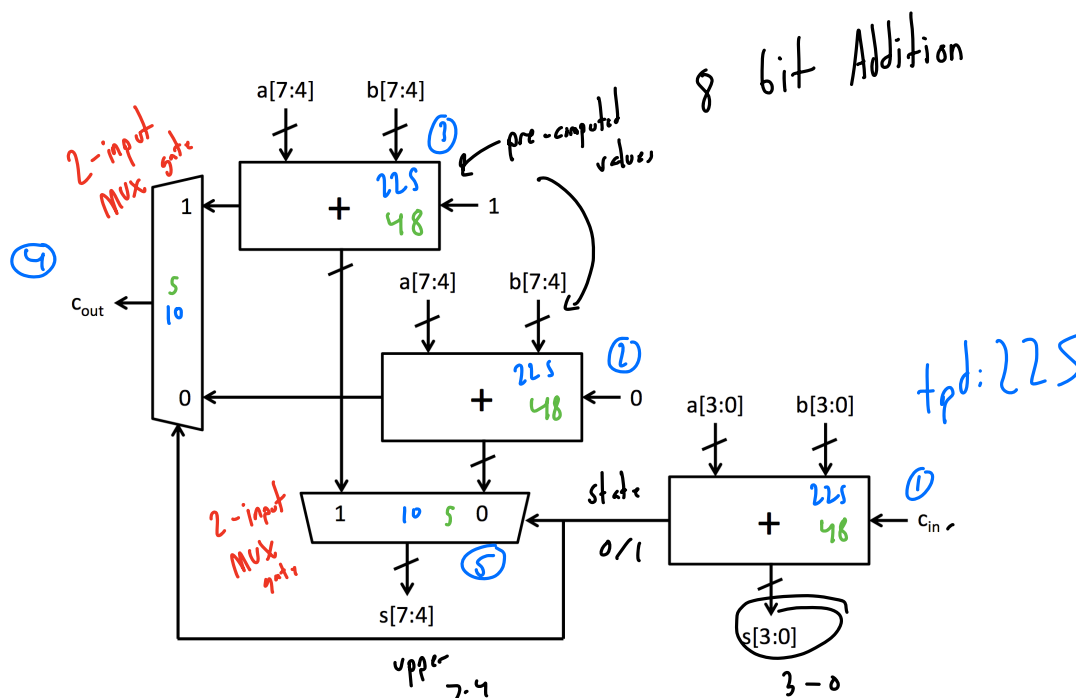 8 bit Addition
a[7:4] b[7:4]
3
pre-computed
values
2-input
MUX gate
225
48
+
1
1
4
5
10
c_out
0
a[7:4] b[7:4]
2
225
48
+
0
tpd: 225
a[3:0] b[3:0]
1
225
48
+
c_in
state
0/1
2-input
MUX
gate
1 10 5 0
5
s[7:4]
s[3:0]
upper
7-4
3-0